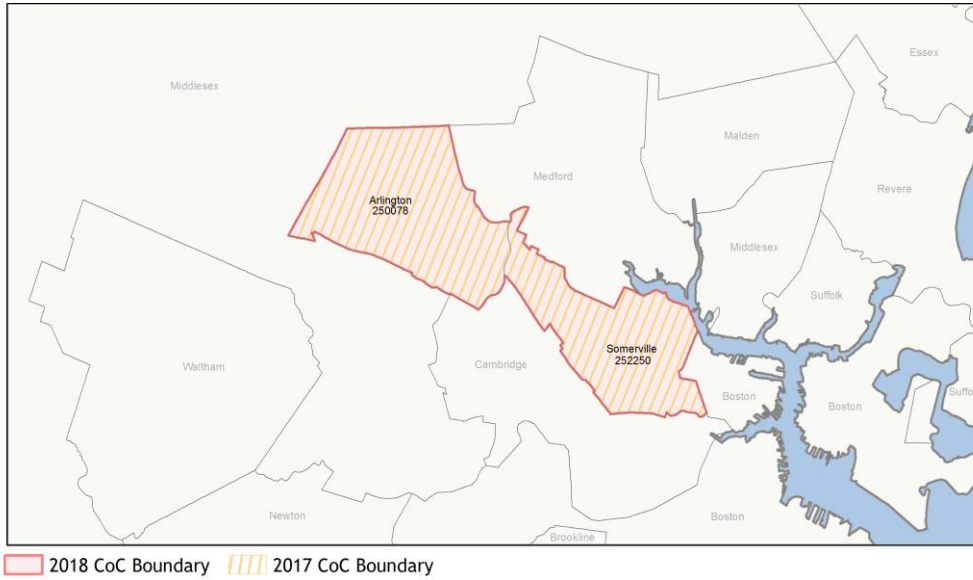 Essex
Middlesex
Malden
Medford
Revere
Arlington
250078
Middlesex
Suffolk
Somerville
252250
Waltham
Cambridge
Boston
Boston
Newton
Boston
Brookline
2018 CoC Boundary 2017 CoC Boundary